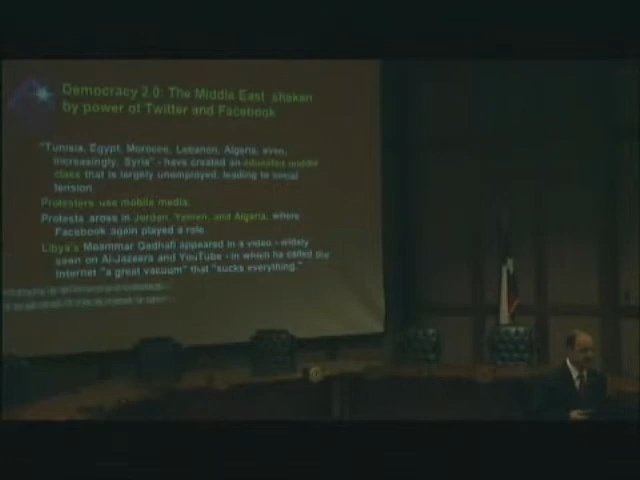 Democracy 2.0: The Middle East shaken
by power of Twitter and Facebook
"Tunisia, Egypt, Morocco, Lebanon, Algeria, even,
increasingly, Syria" - have created an educated middle
class that is largely unemployed, leading to social
tension.
Protesters use mobile media.
Protests arose in Jordan, Yemen, and Algeria, where
Facebook again played a role.
Libya's Moammar Gadhafi appeared in a video - widely
seen on Al-Jazeera and YouTube - in which he called the
Internet "a great vacuum" that "sucks everything."